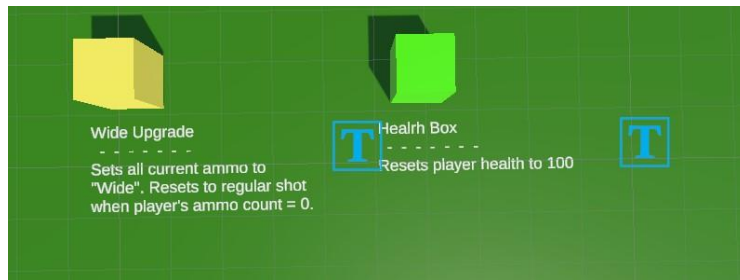 Wide Upgrade
- - - - - - -
Sets all current ammo to
"Wide". Resets to regular shot
when player's ammo count = 0.
T
Healrh Box
- - - - - - -
Resets player health to 100
T